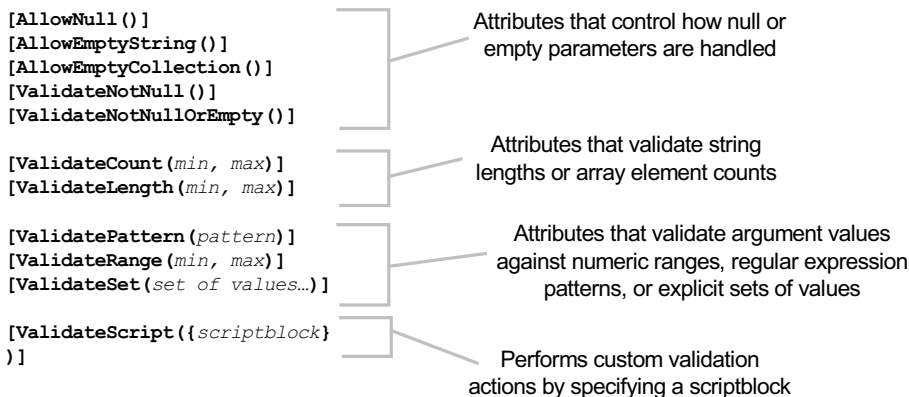 [AllowNull()]
[AllowEmptyString()]
[AllowEmptyCollection()]
[ValidateNotNull()]
[ValidateNotNullOrEmpty()]
Attributes that control how null or
empty parameters are handled
[ValidateCount(min, max)]
[ValidateLength(min, max)]
Attributes that validate string
lengths or array element counts
[ValidatePattern(pattern)]
[ValidateRange(min, max)]
[ValidateSet(set of values…)]
Attributes that validate argument values
against numeric ranges, regular expression
patterns, or explicit sets of values
[ValidateScript({scriptblock}
)]
Performs custom validation
actions by specifying a scriptblock